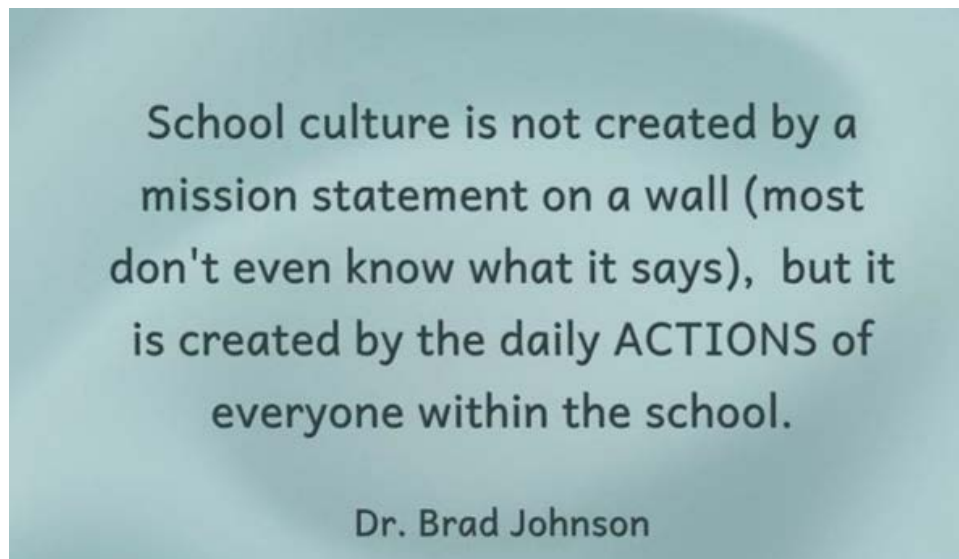 School culture is not created by a
mission statement on a wall (most
don't even know what it says),  but it
is created by the daily ACTIONS of
everyone within the school.
Dr. Brad Johnson